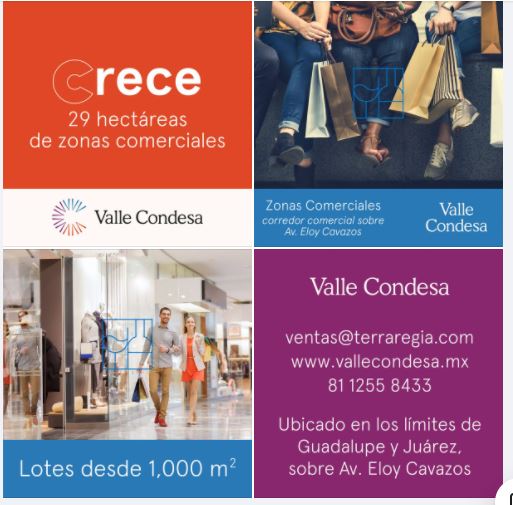 Crece
29 hectáreas
de zonas comerciales
Valle Condesa
Zonas Comerciales
corredor comercial sobre
Av. Eloy Cavazos
Valle
Condesa
Lotes desde 1,000 m²
Valle Condesa
ventas@terraregia.com
www.vallecondesa.mx
81 1255 8433
Ubicado en los límites de
Guadalupe y Juárez,
sobre Av. Eloy Cavazos